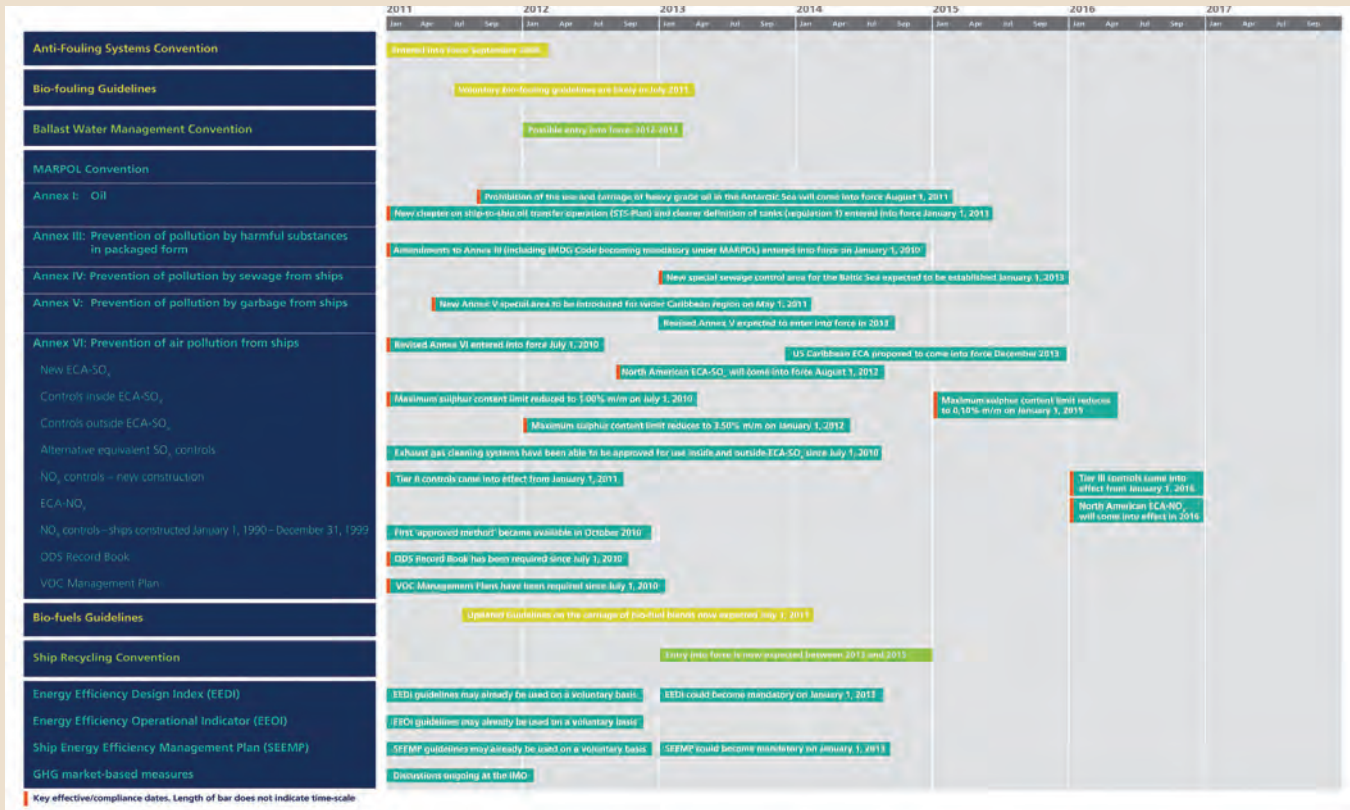 2011 2012 2013 2014 2015 2016 2017
Jan Apr Jul Sep Jan Apr Jul Sep Jan Apr Jul Sep Jan Apr Jul Sep Jan Apr Jul Sep Jan Apr Jul Sep Jan Sep
Anti-Fouling Systems Convention
Entered into force September
Bio-fouling Guidelines
Voluntary bio-fouling guidelines are likely in July 2011
Ballast Water Management Convention
Possible entry into force: 2012-2013
MARPOL Convention
Annex I: Oil
Prohibition of the use and carriage of heavy grade oil in the Antarctic Sea will come into force August 1, 2011
New chapter on ship-to-ship oil transfer operation (STS-Plan) and clearer definition of tanks (regulation 1) entered into force January 1, 2011
Annex III: Prevention of pollution by harmful substances
in packaged form
Amendments to Annex III (including IMDG Code becoming mandatory under MARPOL) entered into force on January 1, 2010
Annex IV: Prevention of pollution by sewage from ships
New special sewage control area for the Baltic Sea expected to be established January 1, 2013
Annex V: Prevention of pollution by garbage from ships
New Annex V special area to be introduced for wider Caribbean region on May 1, 2011
Revised Annex V expected to enter into force in 2013
Annex VI: Prevention of air pollution from ships
Revised Annex VI entered into force July 1, 2010
US Caribbean ECA proposed to come into force December 2013
New ECA-SOₓ
North American ECA-SOₓ will come into force August 1, 2012
Controls inside ECA-SOₓ
Maximum sulphur content limit reduced to 1.00% m/m on July 1, 2010
Maximum sulphur content limit reduces
to 0,10% m/m on January 1, 2015
Controls outside ECA-SOₓ
Maximum sulphur content limit reduces to 3.50% m/m on January 1, 2012
Alternative equivalent SOₓ controls
Exhaust gas cleaning systems have been able to be approved for use inside and outside ECA-SOₓ since July 1, 2010
NOₓ controls – new construction
Tier II controls came into effect from January 1, 2011
Tier III controls come into
effect from January 1, 2016
ECA-NOₓ
North American ECA-NOₓ
will come into effect in 2016
NOₓ controls—ships constructed January 1, 1990 – December 31, 1999
First 'approved method' became available in October 2010
ODS Record Book
ODS Record Book has been required since July 1, 2010
VOC Management Plan
VOC Management Plans have been required since July 1, 2010
Bio-fuels Guidelines
Updated Guidelines on the carriage of bio-fuel blends now expected July 1, 2011
Ship Recycling Convention
Entry into force is now expected between 2013 and 2015
Energy Efficiency Design Index (EEDI)
EEDI guidelines may already be used on a voluntary basis
EEDI could become mandatory on January 1, 2013
Energy Efficiency Operational Indicator (EEOI)
EEOI guidelines may already be used on a voluntary basis
Ship Energy Efficiency Management Plan (SEEMP)
SEEMP guidelines may already be used on a voluntary basis
SEEMP could become mandatory on January 1, 2013
GHG market-based measures
Discussions ongoing at the IMO
Key effective/compliance dates. Length of bar does not indicate time-scale